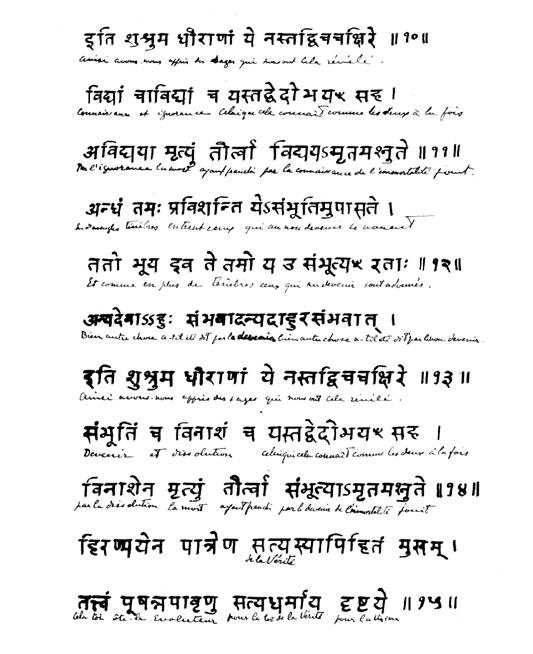 इति शुश्रुम धीराणां ये नस्तद्विचचक्षिरे ॥१०॥
Ainsi avons-nous appris des sages qui nous ont cela révélé.
विद्यां चाविद्यां च यस्तद्वेदोभयꣳ सह ।
Connaissance et ignorance celui qui cela connaît comme les deux à la fois
अविद्यया मृत्युं तीर्त्वा विद्ययाऽमृतमश्नुते ॥११॥
Par l'ignorance la mort ayant franchi par la connaissance de l'immortalité jouit.
अन्धं तमः प्रविशन्ति येऽसंभूतिमुपासते ।
ténèbres entrent ceux qui au non devenir se vouent
ततो भूय इव ते तमो य उ संभूत्यꣳ रताः ॥१२॥
Et comme en plus de ténèbres ceux qui au devenir sont adonnés.
अन्यदेवाऽऽहुः संभवादन्यदाहुरसंभवात् ।
Bien autre chose a-t-il été dit par le devenir bien autre chose a-t-il été dit par le non devenir.
इति शुश्रुम धीराणां ये नस्तद्विचचक्षिरे ॥१३॥
Ainsi avons-nous appris des sages qui nous ont cela révélé.
संभूतिं च विनाशं च यस्तद्वेदोभयꣳ सह ।
Devenir et dissolution celui qui cela connaît comme les deux à la fois
विनाशेन मृत्युं तीर्त्वा संभूत्याऽमृतमश्नुते ॥१४॥
par la dissolution la mort ayant franchi par le devenir de l'immortalité jouit
हिरण्मयेन पात्रेण सत्यस्यापिहितं मुखम् ।
de la Vérité
तत्त्वं पूषन्नपावृणु सत्यधर्माय दृष्टये ॥१५॥
Cela toi ôte-le Evoluteur pour la loi de la Vérité pour la vision